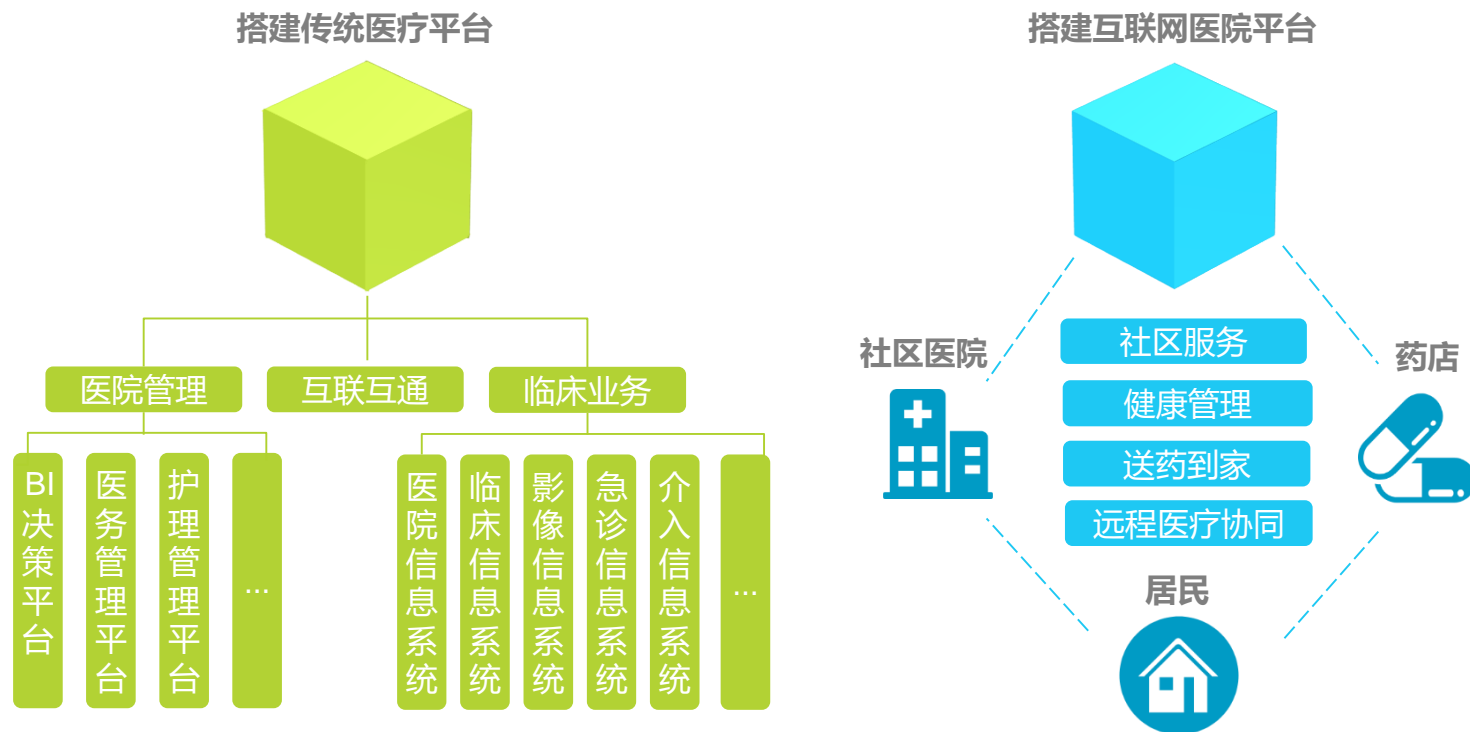 搭建传统医疗平台
医院管理
互联互通
临床业务
BI决策平台
医务管理平台
护理管理平台
...
医院信息系统
临床信息系统
影像信息系统
急诊信息系统
介入信息系统
...
搭建互联网医院平台
社区医院
药店
社区服务
健康管理
送药到家
远程医疗协同
居民